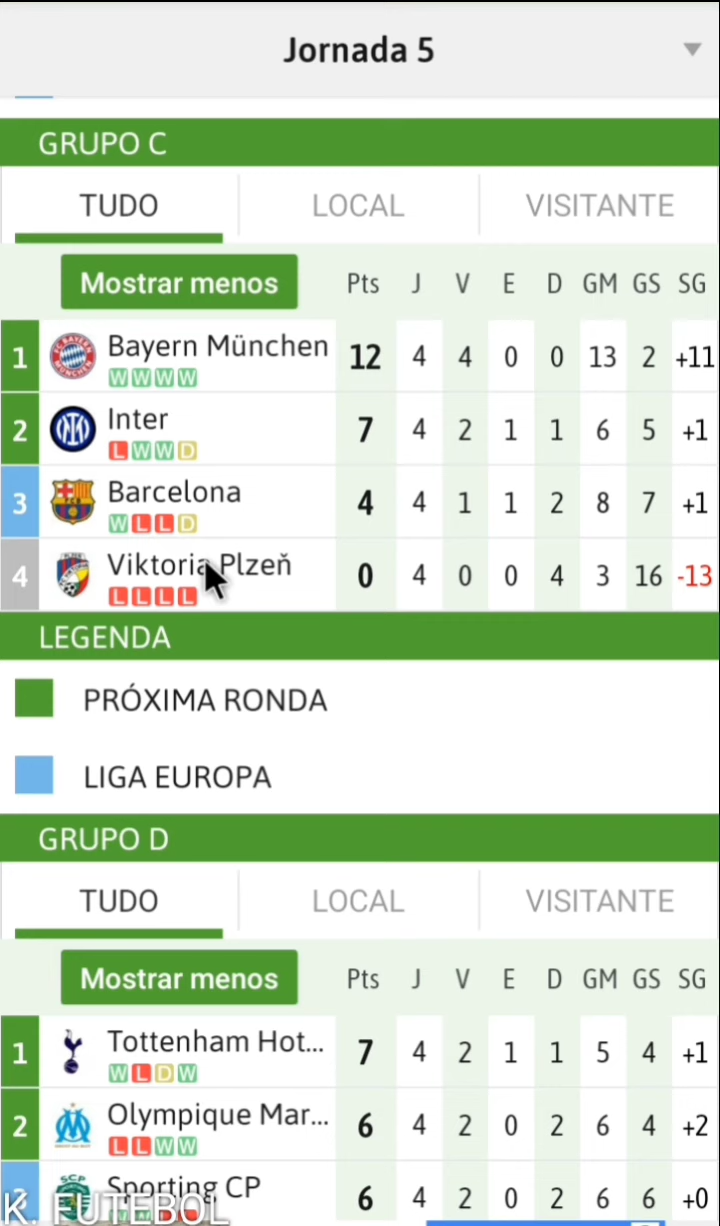 Jornada 5
GRUPO C
TUDO LOCAL VISITANTE
Mostrar menos Pts J V E D GM GS SG
1 Bayern München 12 4 4 0 0 13 2 +11
W W W W
2 Inter 7 4 2 1 1 6 5 +1
L W W D
3 Barcelona 4 4 1 1 2 8 7 +1
W L L D
4 Viktoria Plzeň 0 4 0 0 4 3 16 -13
L L L L
LEGENDA
PRÓXIMA RONDA
LIGA EUROPA
GRUPO D
TUDO LOCAL VISITANTE
Mostrar menos Pts J V E D GM GS SG
1 Tottenham Hot... 7 4 2 1 1 5 4 +1
W L D W
2 Olympique Mar... 6 4 2 0 2 6 4 +2
L L W W
3 Sporting CP 6 4 2 0 2 6 6 +0
K. FUTEBOL